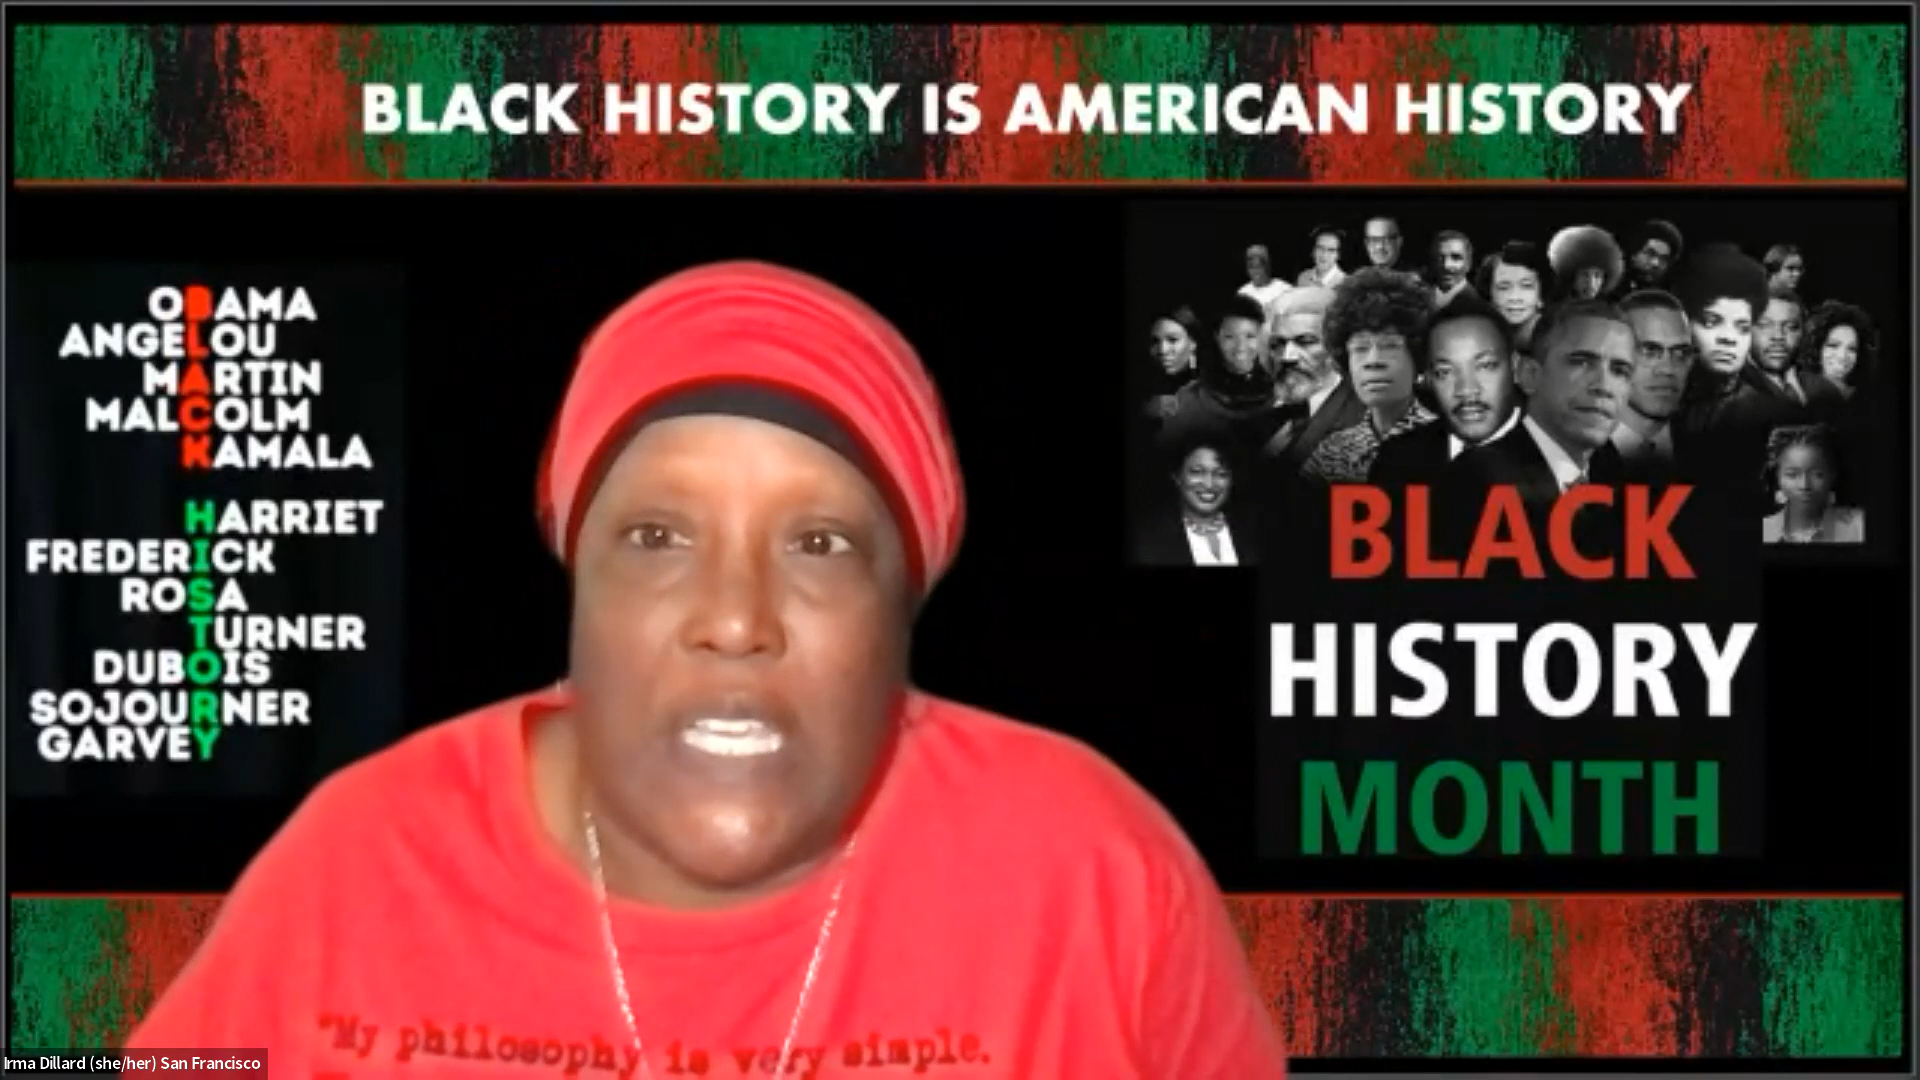 BLACK HISTORY IS AMERICAN HISTORY
OBAMA
ANGELOU
MARTIN
MALCOLM
KAMALA
HARRIET
FREDERICK
ROSA
TURNER
DUBOIS
SOJOURNER
GARVEY
BLACK
HISTORY
MONTH
"My philosophy is very simple.
Irma Dillard (she/her) San Francisco